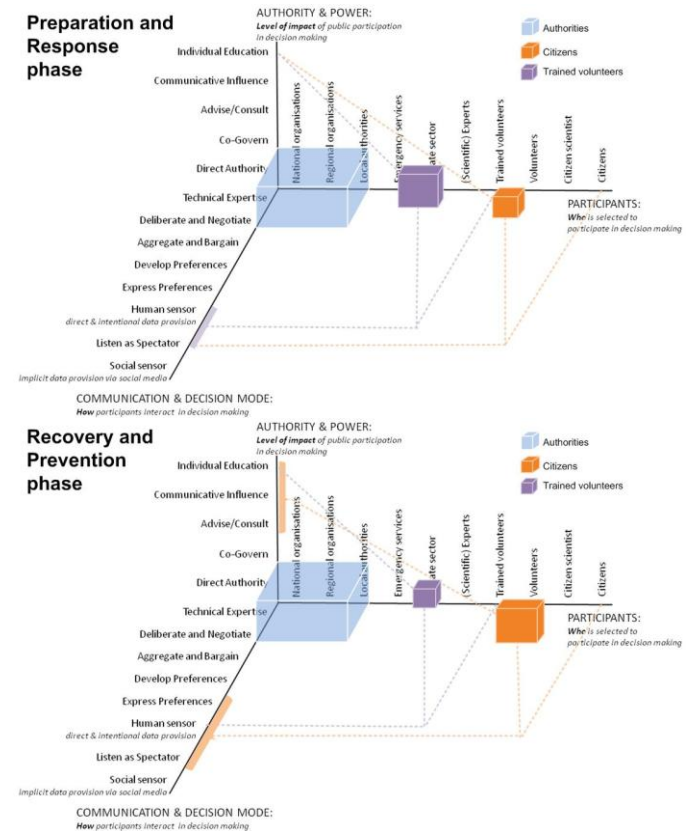 Preparation and
Response
phase
AUTHORITY & POWER:
Level of impact of public participation
in decision making
Authorities
Citizens
Trained volunteers
Individual Education
Communicative Influence
Advise/Consult
Co-Govern
Direct Authority
Technical Expertise
Deliberate and Negotiate
Aggregate and Bargain
Develop Preferences
Express Preferences
Human sensor
direct & intentional data provision
Listen as Spectator
Social sensor
implicit data provision via social media
National organisations
Regional organisations
Local authorities
Emergency services
ate sector
(Scientific) Experts
Trained volunteers
Volunteers
Citizen scientist
Citizens
PARTICIPANTS:
Who is selected to
participate in decision making
COMMUNICATION & DECISION MODE:
How participants interact in decision making
Recovery and
Prevention
phase
AUTHORITY & POWER:
Level of impact of public participation
in decision making
Authorities
Citizens
Trained volunteers
Individual Education
Communicative Influence
Advise/Consult
Co-Govern
Direct Authority
Technical Expertise
Deliberate and Negotiate
Aggregate and Bargain
Develop Preferences
Express Preferences
Human sensor
direct & intentional data provision
Listen as Spectator
Social sensor
implicit data provision via social media
National organisations
Regional organisations
Local authorities
Emergency services
ate sector
(Scientific) Experts
Trained volunteers
Volunteers
Citizen scientist
Citizens
PARTICIPANTS:
Who is selected to
participate in decision making
COMMUNICATION & DECISION MODE:
How participants interact in decision making